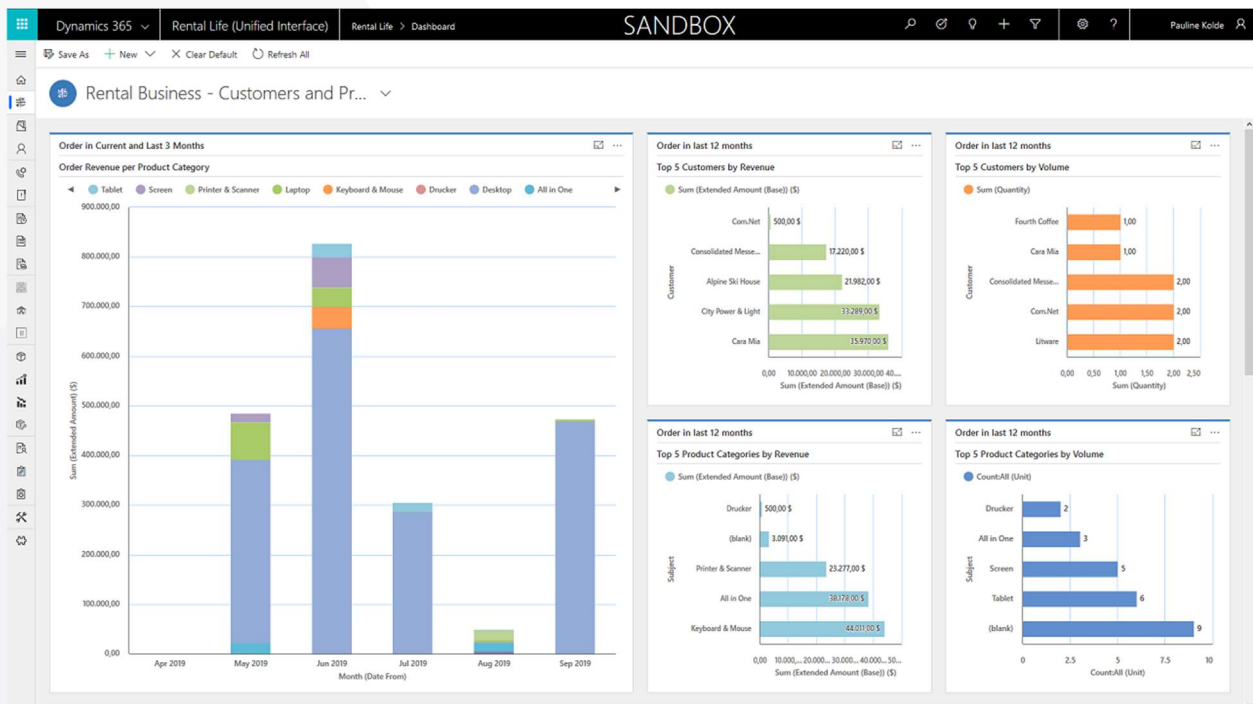 Dynamics 365 Rental Life (Unified Interface) Rental Life > Dashboard SANDBOX Pauline Kolde
Save As New Clear Default Refresh All
Rental Business - Customers and Pr...
Order in Current and Last 3 Months
Order Revenue per Product Category
Tablet Screen Printer & Scanner Laptop Keyboard & Mouse Drucker Desktop All in One
900.000,00
800.000,00
700.000,00
600.000,00
500.000,00
400.000,00
300.000,00
200.000,00
100.000,00
0,00
Sum (Extended Amount) ($)
Apr 2019 May 2019 Jun 2019 Jul 2019 Aug 2019 Sep 2019
Month (Date From)
Order in last 12 months
Top 5 Customers by Revenue
Sum (Extended Amount (Base)) ($)
Customer
Com.Net 500,00 $
Consolidated Messe... 17.220,00 $
Alpine Ski House 21.982,00 $
City Power & Light 33.289,00 $
Cara Mia 35.970,00 $
0,00 10.000,00 20.000,00 30.000,00 40....
Sum (Extended Amount (Base)) ($)
Order in last 12 months
Top 5 Customers by Volume
Sum (Quantity)
Customer
Fourth Coffee 1,00
Cara Mia 1,00
Consolidated Messe... 2,00
Com.Net 2,00
Litware 2,00
0,00 0,50 1,00 1,50 2,00 2,50
Sum (Quantity)
Order in last 12 months
Top 5 Product Categories by Revenue
Sum (Extended Amount (Base)) ($)
Subject
Drucker 500,00 $
(blank) 3.091,00 $
Printer & Scanner 23.277,00 $
All in One 38.178,00 $
Keyboard & Mouse 44.011,00 $
0,00 10.000,... 20.000... 30.000... 40.000... 50...
Sum (Extended Amount (Base)) ($)
Order in last 12 months
Top 5 Product Categories by Volume
Count:All (Unit)
Subject
Drucker 2
All in One 3
Screen 5
Tablet 6
(blank) 9
0 2.5 5 7.5 10
Count:All (Unit)